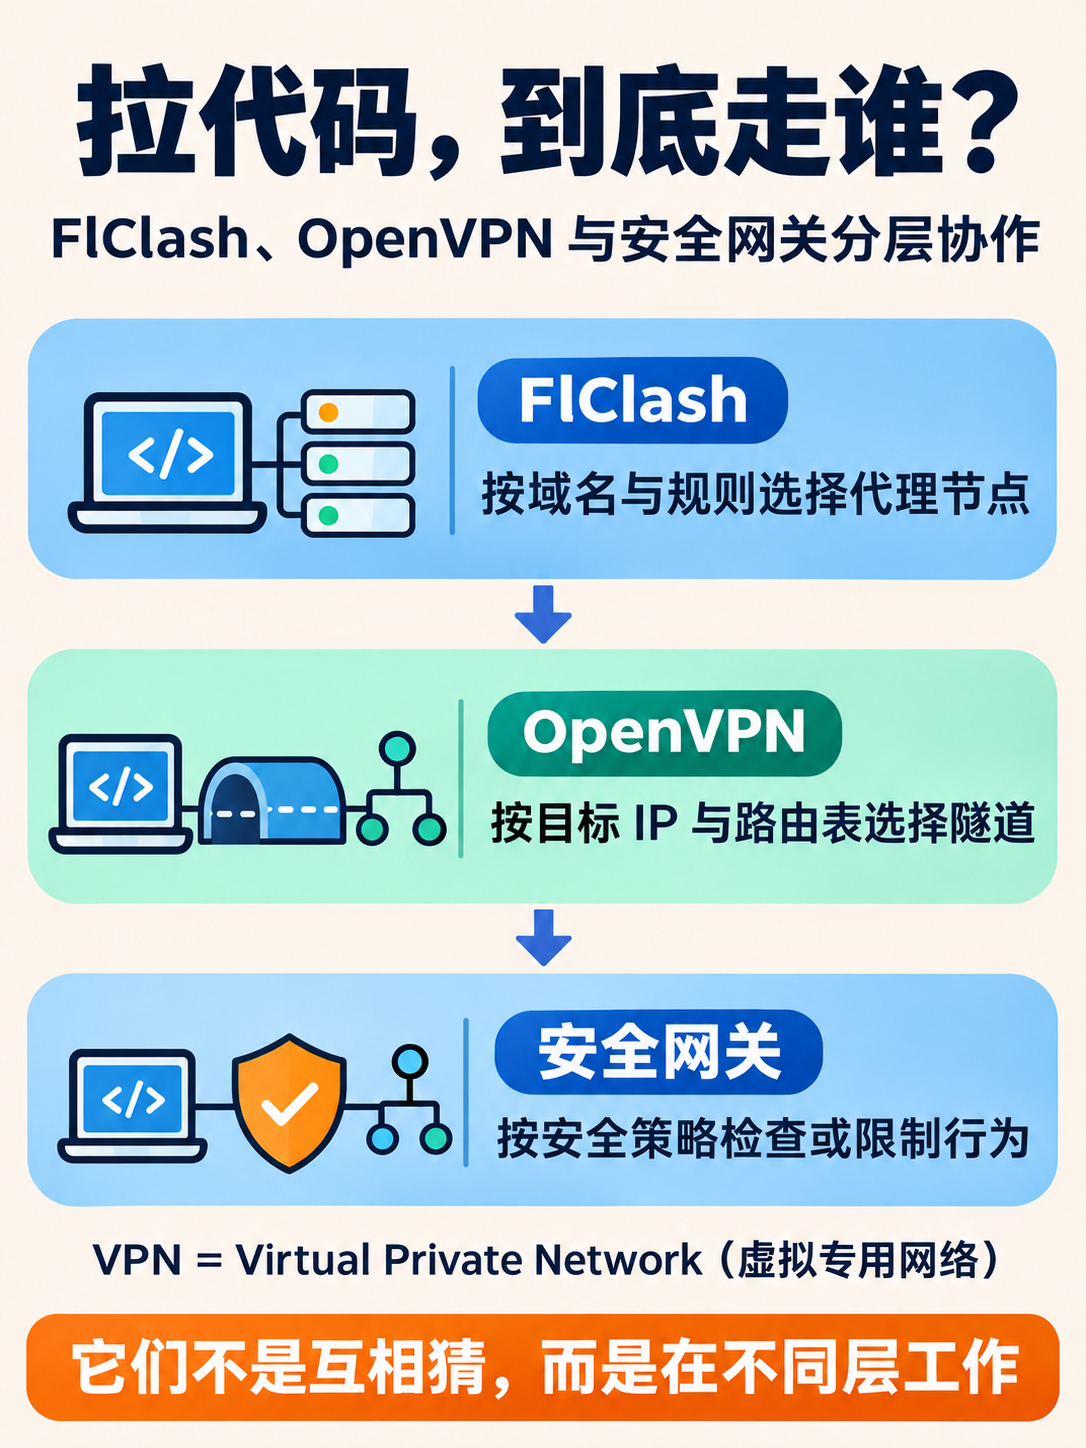 拉代码，到底走谁？
FlClash、OpenVPN 与安全网关分层协作
</>
FlClash
按域名与规则选择代理节点
</>
OpenVPN
按目标 IP 与路由表选择隧道
</>
安全网关
按安全策略检查或限制行为
VPN = Virtual Private Network（虚拟专用网络）
它们不是互相猜，而是在不同层工作